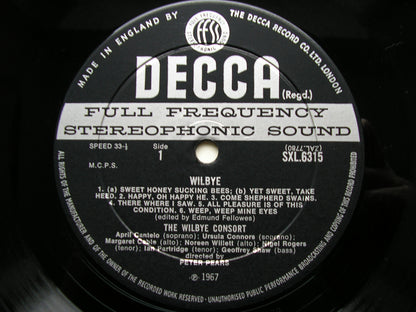 MADE IN ENGLAND BY
THE DECCA RECORD CO. LTD. LONDON
FULL FREQUENCY
ffss
STEREOPHONIC
DECCA
(Regd.)
FULL FREQUENCY
STEREOPHONIC SOUND
SPEED 33-⅓
Side
1
(ZAL.7780)
SXL.6315
M.C.P.S.
WILBYE
1. (a) SWEET HONEY SUCKING BEES; (b) YET SWEET, TAKE
HEED. 2. HAPPY, OH HAPPY HE. 3. COME SHEPHERD SWAINS.
4. THERE WHERE I SAW. 5. ALL PLEASURE IS OF THIS
CONDITION. 6. WEEP, WEEP MINE EYES
(edited by Edmund Fellowes)
THE WILBYE CONSORT
April Cantelo (soprano); Ursula Connors (soprano);
Margaret Cable (alto); Noreen Willett (alto); Nigel Rogers
(tenor); Ian Partridge (tenor); Geoffrey Shaw (bass)
directed by
PETER PEARS
℗ 1967
ALL RIGHTS OF THE MANUFACTURER AND OF THE OWNER OF THE RECORDED WORK RESERVED - UNAUTHORISED PUBLIC PERFORMANCE, BROADCASTING AND COPYING OF THIS RECORD PROHIBITED